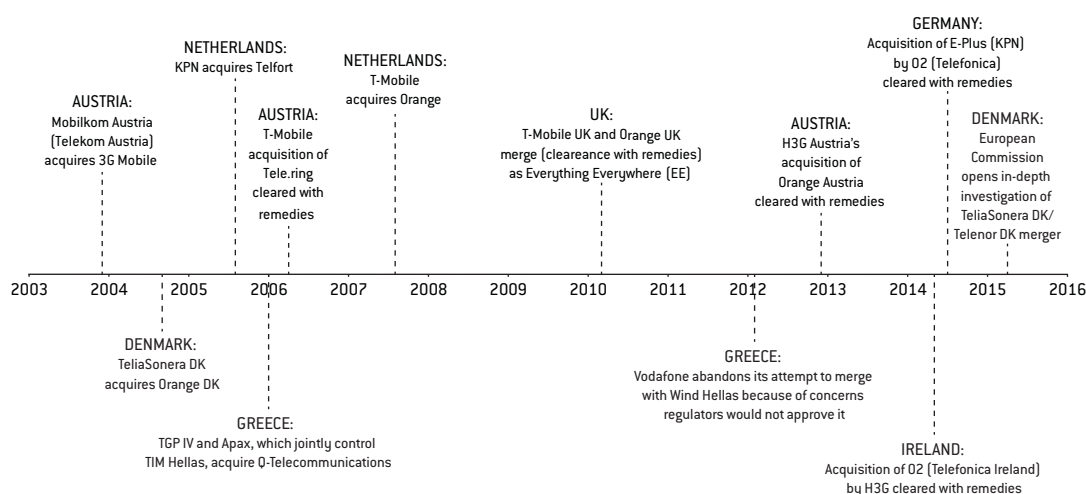 GERMANY:
Acquisition of E-Plus (KPN)
by O2 (Telefonica)
cleared with remedies
NETHERLANDS:
KPN acquires Telfort
NETHERLANDS:
T-Mobile
acquires Orange
AUSTRIA:
Mobilkom Austria
(Telekom Austria)
acquires 3G Mobile
AUSTRIA:
T-Mobile
acquisition of
Tele.ring
cleared with
remedies
UK:
T-Mobile UK and Orange UK
merge (cleareance with remedies)
as Everything Everywhere (EE)
AUSTRIA:
H3G Austria's
acquisition of
Orange Austria
cleared with remedies
DENMARK:
European
Commission
opens in-depth
investigation of
TeliaSonera DK/
Telenor DK merger
2003 2004 2005 2006 2007 2008 2009 2010 2011 2012 2013 2014 2015 2016
DENMARK:
TeliaSonera DK
acquires Orange DK
GREECE:
TGP IV and Apax, which jointly control
TIM Hellas, acquire Q-Telecommunications
GREECE:
Vodafone abandons its attempt to merge
with Wind Hellas because of concerns
regulators would not approve it
IRELAND:
Acquisition of O2 (Telefonica Ireland)
by H3G cleared with remedies